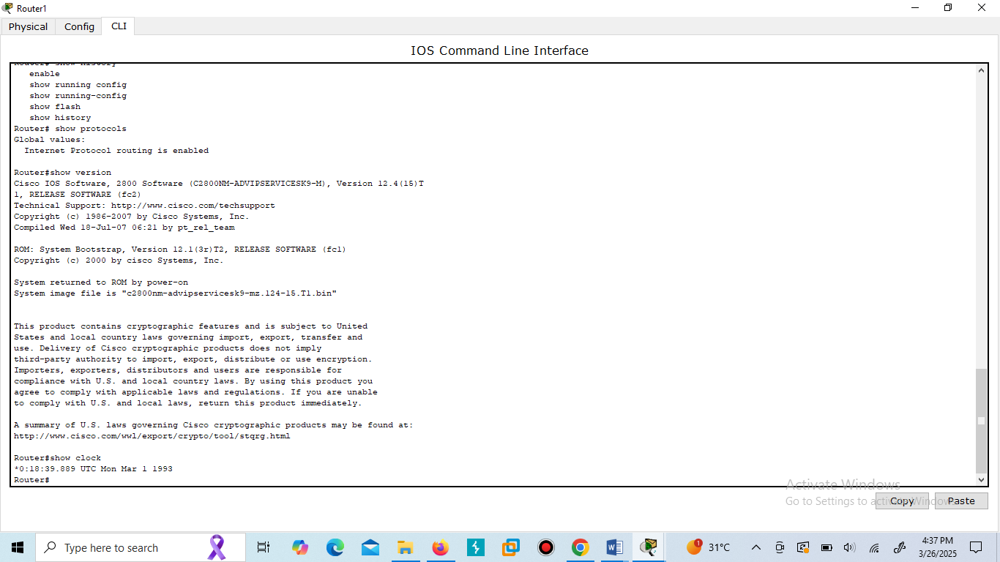 Router1
Physical Config CLI
IOS Command Line Interface
Router# show history
enable
show running config
show running-config
show flash
show history
Router# show protocols
Global values:
Internet Protocol routing is enabled
Router#show version
Cisco IOS Software, 2800 Software (C2800NM-ADVIPSERVICESK9-M), Version 12.4(15)T
1, RELEASE SOFTWARE (fc2)
Technical Support: http://www.cisco.com/techsupport
Copyright (c) 1986-2007 by Cisco Systems, Inc.
Compiled Wed 18-Jul-07 06:21 by pt_rel_team
ROM: System Bootstrap, Version 12.1(3r)T2, RELEASE SOFTWARE (fc1)
Copyright (c) 2000 by cisco Systems, Inc.
System returned to ROM by power-on
System image file is "c2800nm-advipservicesk9-mz.124-15.T1.bin"
This product contains cryptographic features and is subject to United
States and local country laws governing import, export, transfer and
use. Delivery of Cisco cryptographic products does not imply
third-party authority to import, export, distribute or use encryption.
Importers, exporters, distributors and users are responsible for
compliance with U.S. and local country laws. By using this product you
agree to comply with applicable laws and regulations. If you are unable
to comply with U.S. and local laws, return this product immediately.
A summary of U.S. laws governing Cisco cryptographic products may be found at:
http://www.cisco.com/wwl/export/crypto/tool/stqrg.html
Router#show clock
*0:18:39.889 UTC Mon Mar 1 1993
Router#
Activate Windows
Go to Settings to activate Windows.
Copy Paste
Type here to search
1
31°C
4:37 PM
3/26/2025